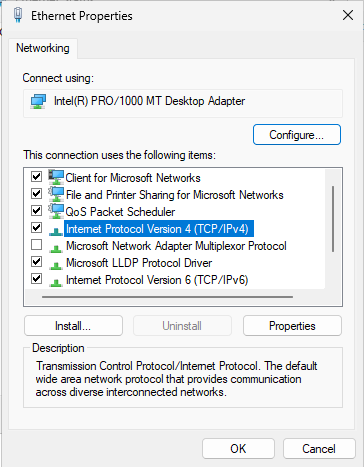 Ethernet Properties
Networking
Connect using:
Intel(R) PRO/1000 MT Desktop Adapter
Configure...
This connection uses the following items:
Client for Microsoft Networks
File and Printer Sharing for Microsoft Networks
QoS Packet Scheduler
Internet Protocol Version 4 (TCP/IPv4)
Microsoft Network Adapter Multiplexor Protocol
Microsoft LLDP Protocol Driver
Internet Protocol Version 6 (TCP/IPv6)
Install... Uninstall Properties
Description
Transmission Control Protocol/Internet Protocol. The default
wide area network protocol that provides communication
across diverse interconnected networks.
OK Cancel